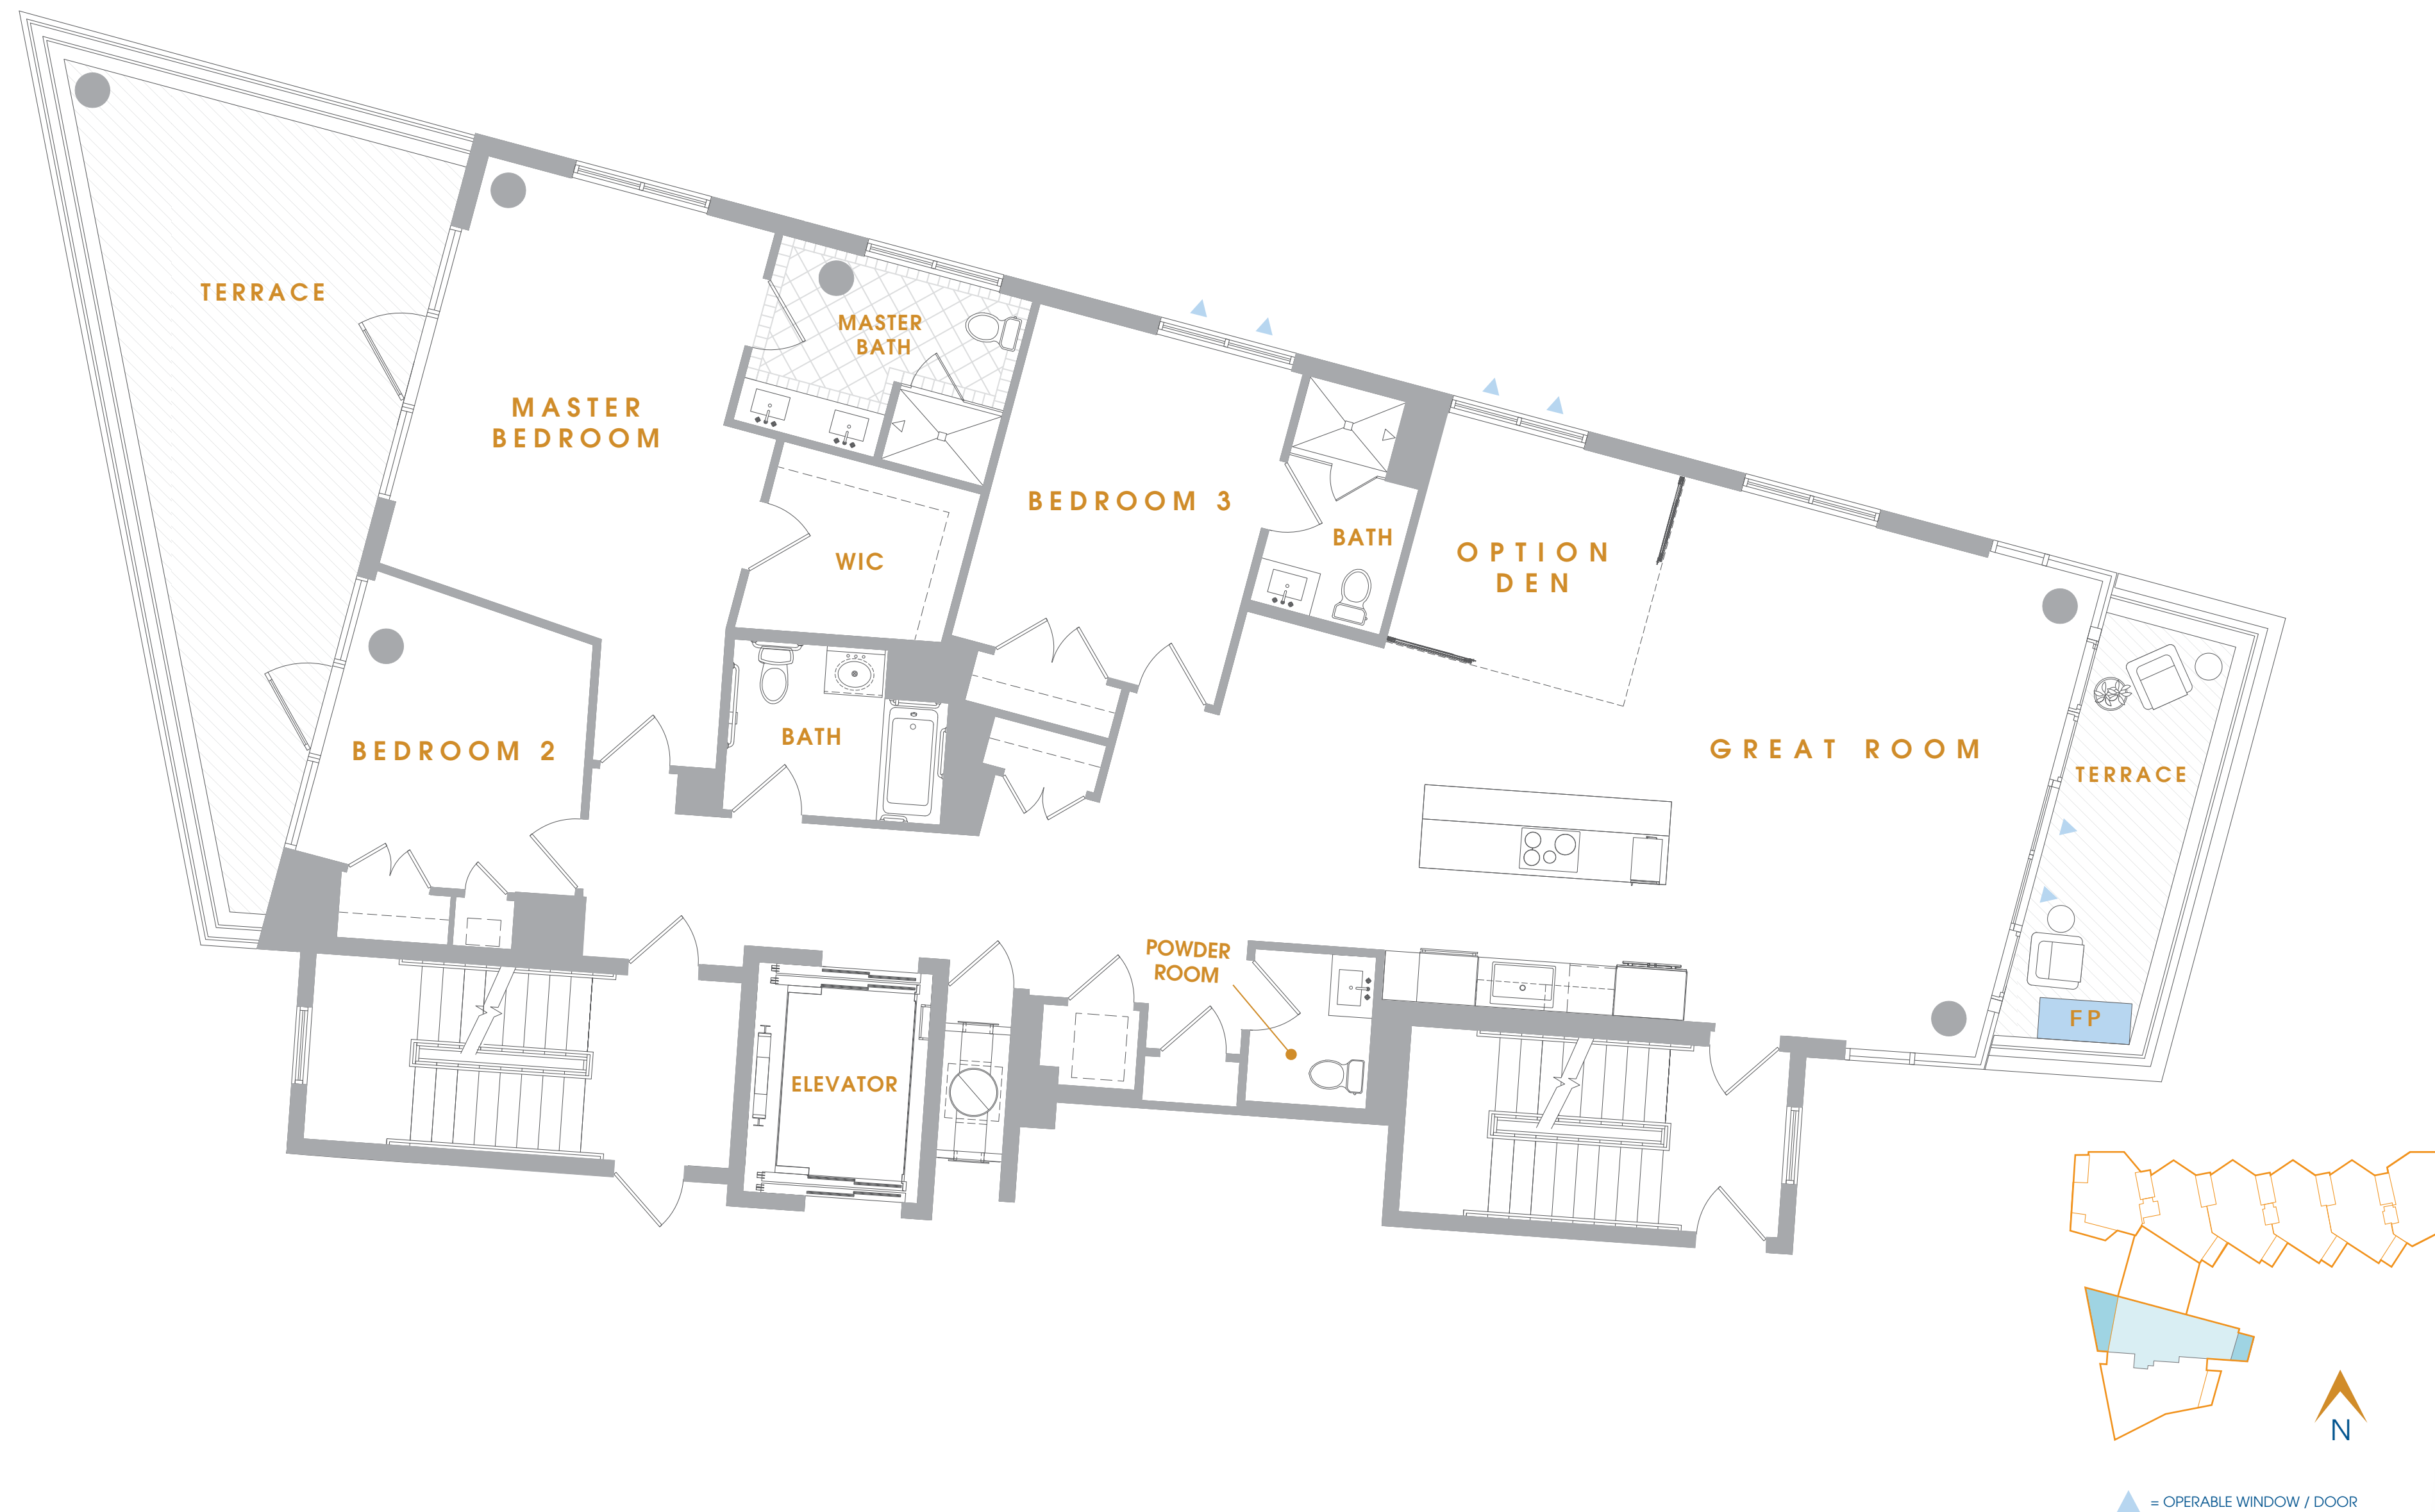 TERRACE
MASTER
BATH
MASTER
BEDROOM
BEDROOM 3
BATH
OPTION
DEN
WIC
BATH
BEDROOM 2
GREAT ROOM
TERRACE
POWDER
ROOM
FP
ELEVATOR
N
= OPERABLE WINDOW / DOOR